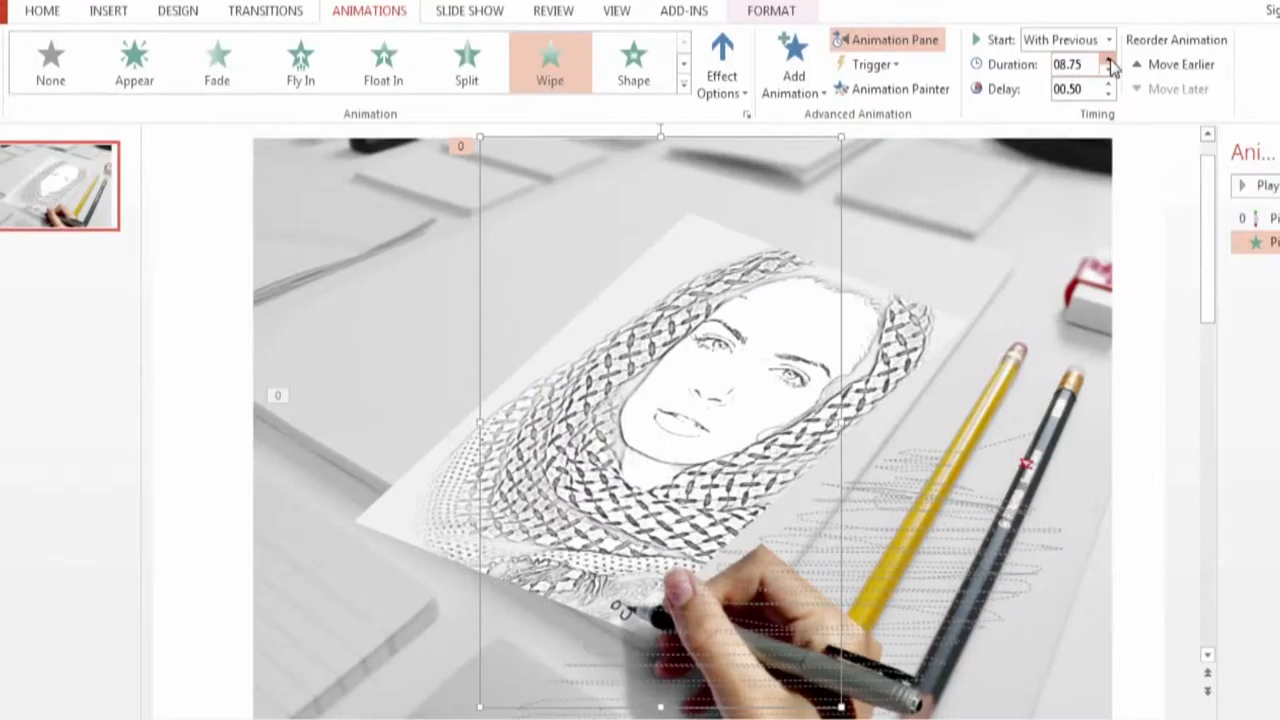 HOME INSERT DESIGN TRANSITIONS ANIMATIONS SLIDE SHOW REVIEW VIEW ADD-INS FORMAT
None Appear Fade Fly In Float In Split Wipe Shape
Effect Options
Add Animation
Animation Pane
Trigger
Animation Painter
Start: With Previous
Duration: 08.75
Delay: 00.50
Reorder Animation
Move Earlier
Move Later
Animation Advanced Animation Timing
0
0
Ani...
Play
0